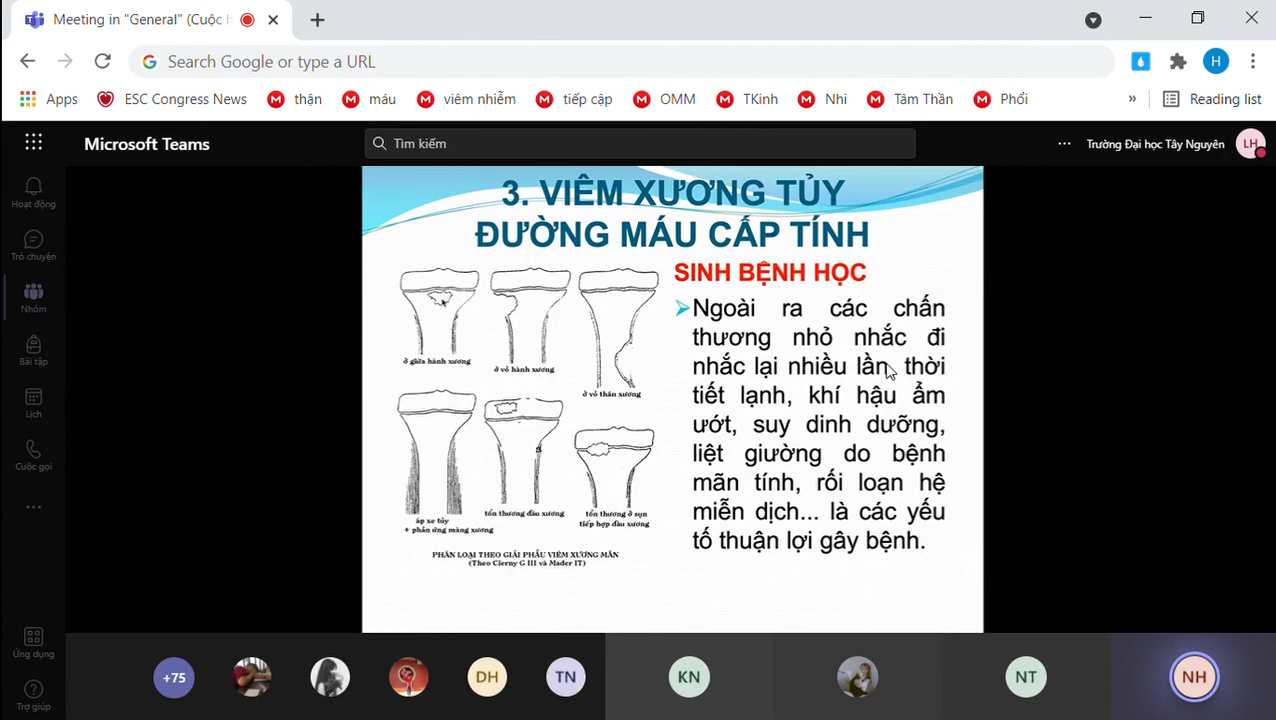 Meeting in "General" (Cuộc h
Search Google or type a URL
H
Apps ESC Congress News thận máu viêm nhiễm tiếp cập OMM TKinh Nhi Tâm Thần Phổi » Reading list
Microsoft Teams
Tìm kiếm
Trường Đại học Tây Nguyên
LH
Hoạt động
Trò chuyện
Nhóm
Bài tập
Lịch
Cuộc gọi
Ứng dụng
Trợ giúp
3. VIÊM XƯƠNG TỦY
ĐƯỜNG MÁU CẤP TÍNH
ở giữa hành xương
ở vỏ hành xương
ở vỏ thân xương
áp xe tủy
+ phản ứng màng xương
tổn thương đầu xương
tổn thương ở sụn
tiếp hợp đầu xương
PHÂN LOẠI THEO GIẢI PHẪU VIÊM XƯƠNG MÃN
(Theo Clerny G III và Mader IT)
SINH BỆNH HỌC
Ngoài ra các chấn
thương nhỏ nhắc đi
nhắc lại nhiều lần, thời
tiết lạnh, khí hậu ẩm
ướt, suy dinh dưỡng,
liệt giường do bệnh
mãn tính, rối loạn hệ
miễn dịch... là các yếu
tố thuận lợi gây bệnh.
+75
DH
TN
KN
NT
NH